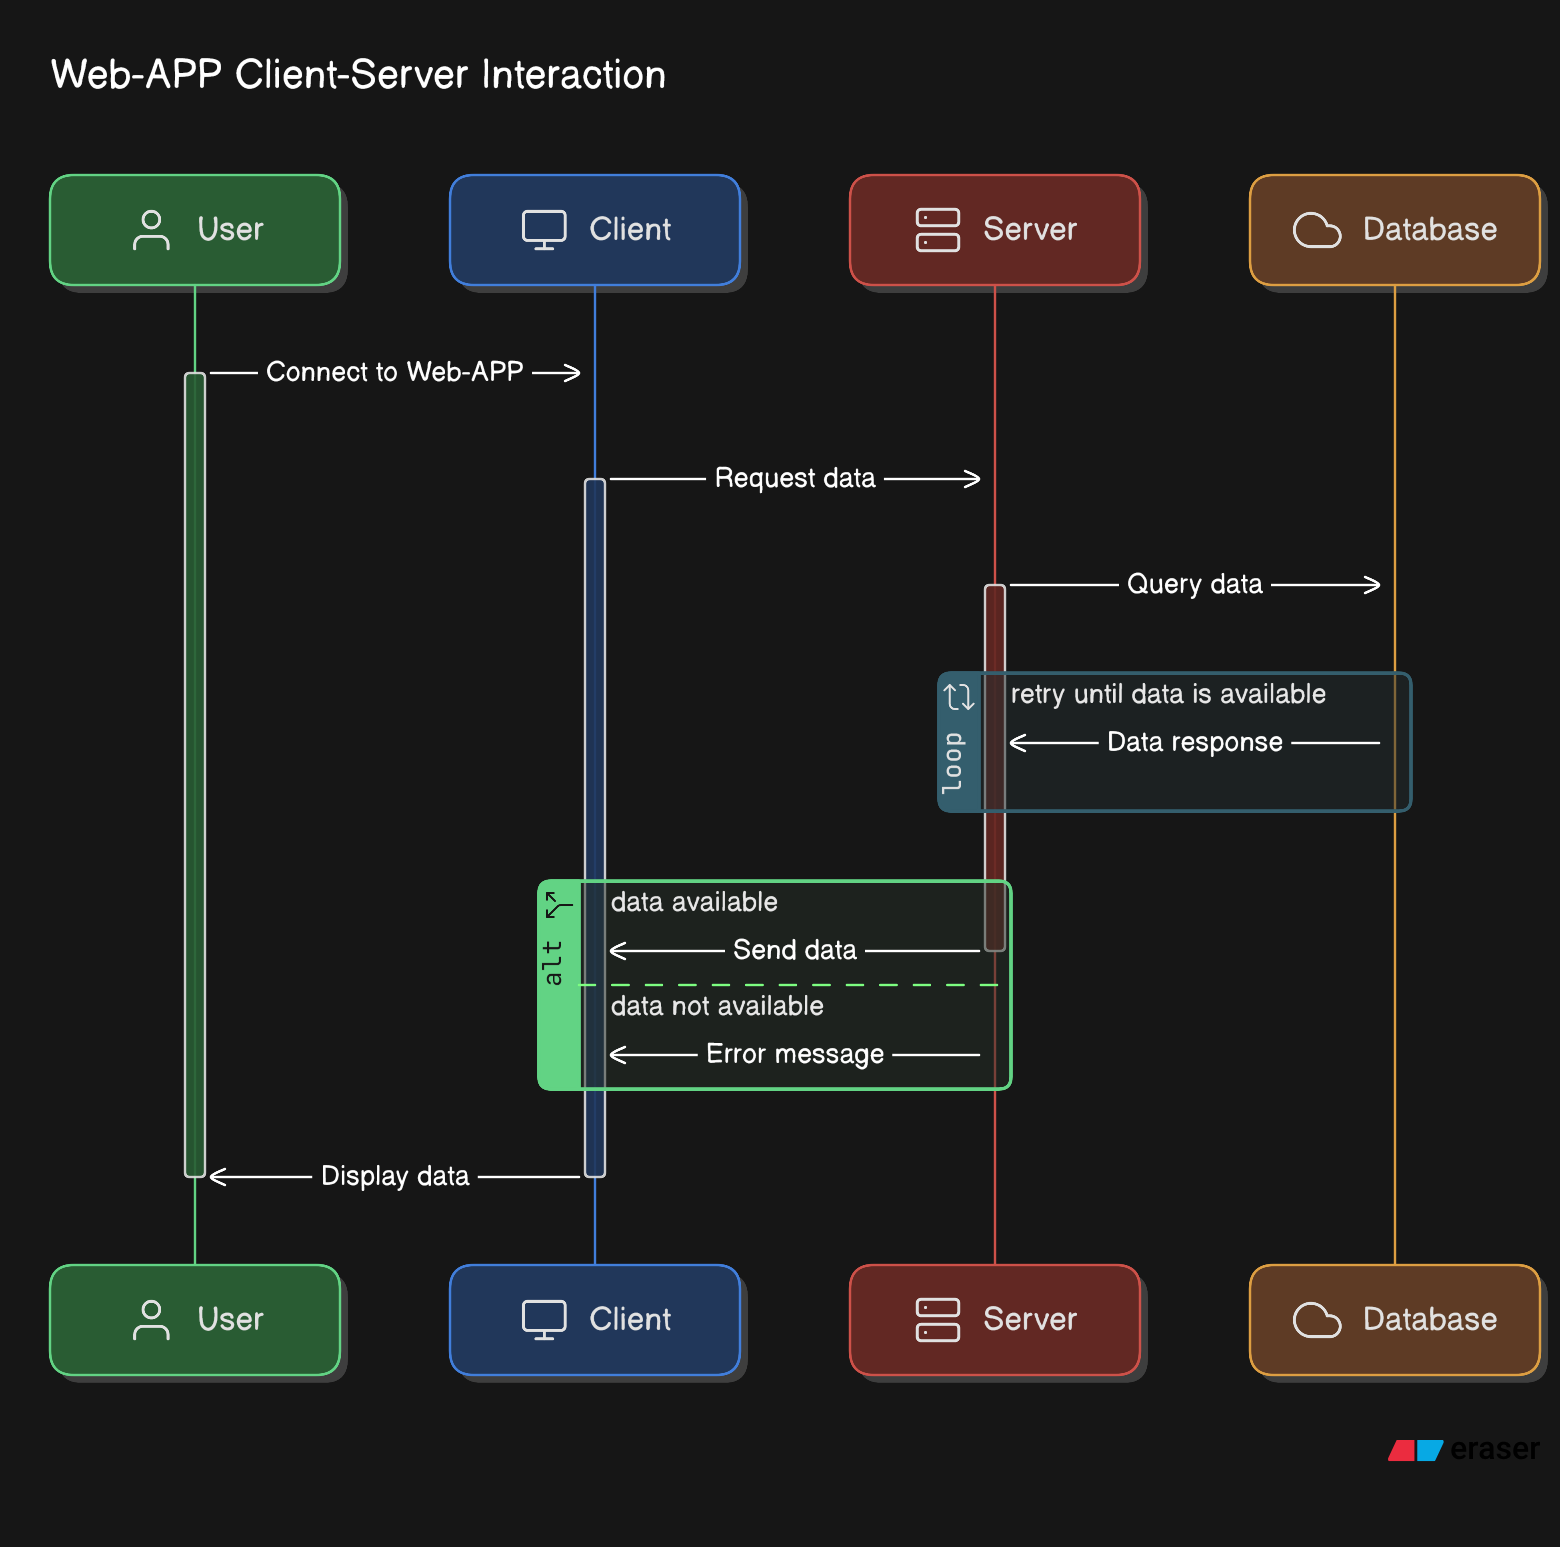 Web-APP Client-Server Interaction
User
Client
Server
Database
Connect to Web-APP
Request data
Query data
loop
retry until data is available
Data response
alt
data available
Send data
data not available
Error message
Display data
User
Client
Server
Database
eraser